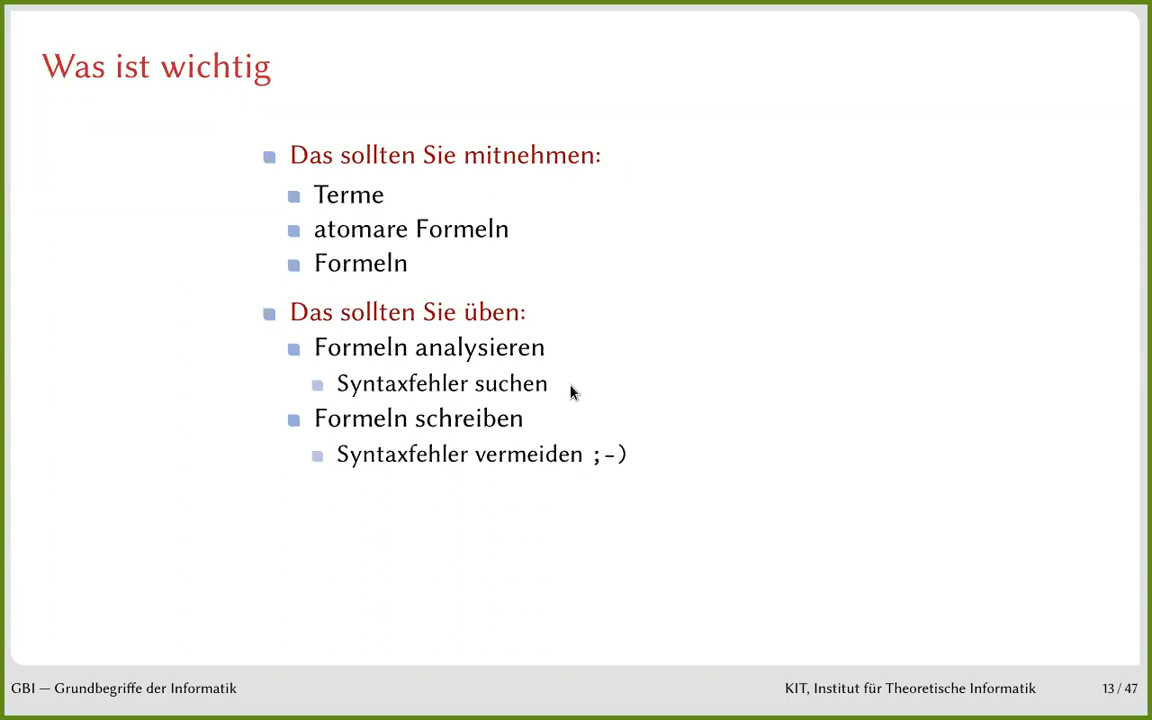 Was ist wichtig
Das sollten Sie mitnehmen:
Terme
atomare Formeln
Formeln
Das sollten Sie üben:
Formeln analysieren
Syntaxfehler suchen
Formeln schreiben
Syntaxfehler vermeiden ;-)
GBI — Grundbegriffe der Informatik
KIT, Institut für Theoretische Informatik
13 / 47